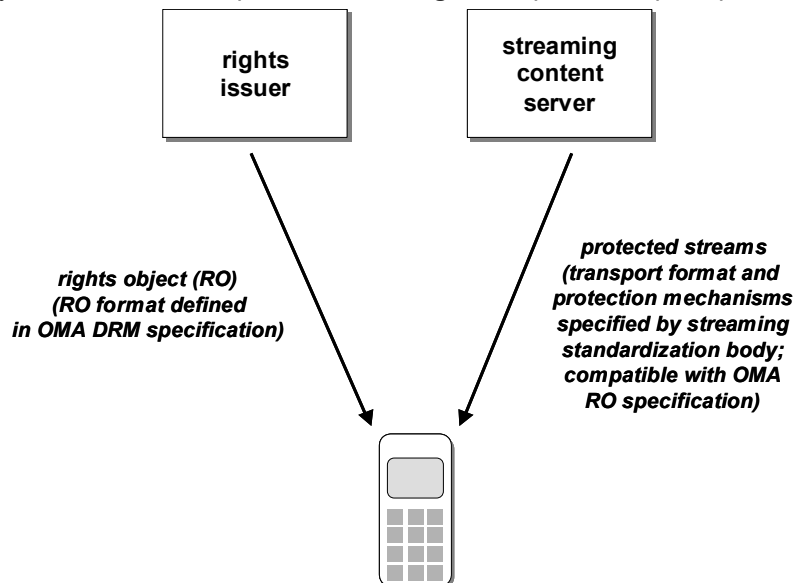 rights
issuer
streaming
content
server
rights object (RO)
(RO format defined
in OMA DRM specification)
protected streams
(transport format and
protection mechanisms
specified by streaming
standardization body;
compatible with OMA
RO specification)